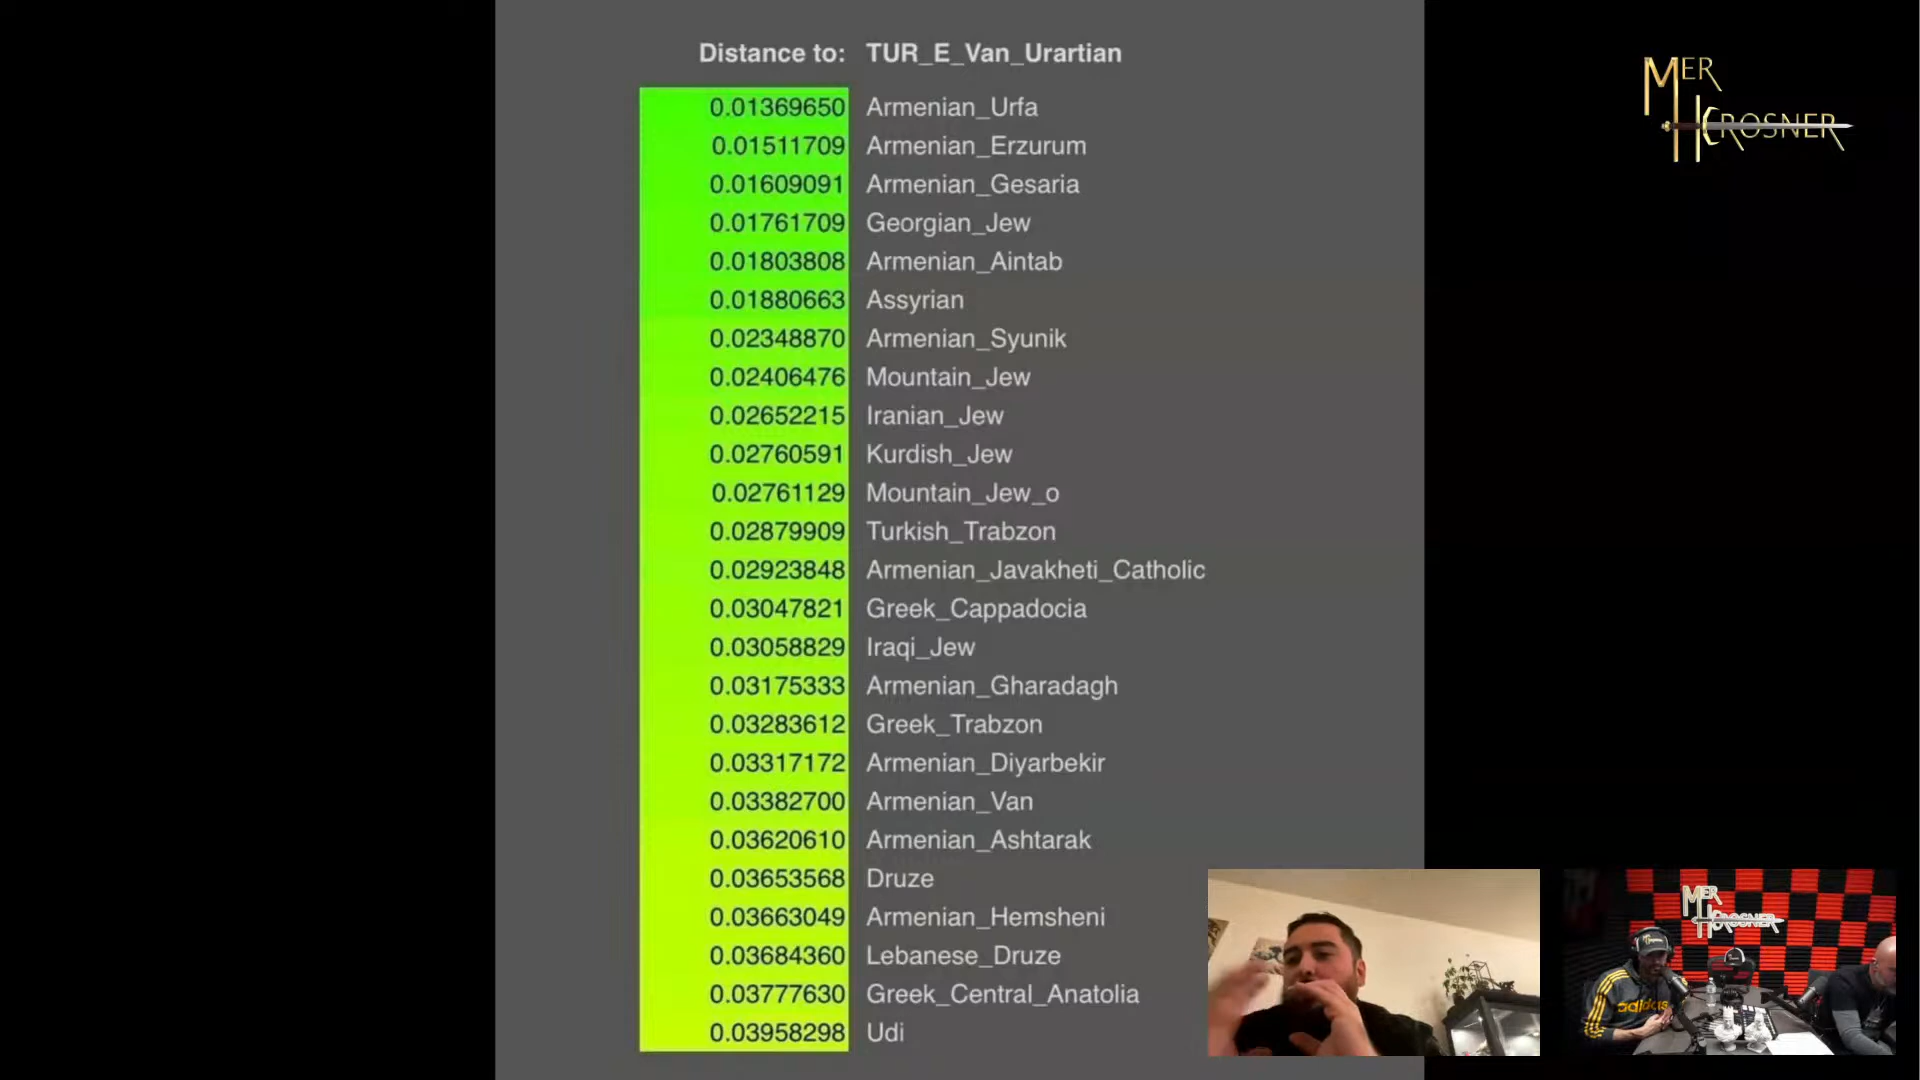 Distance to: TUR_E_Van_Urartian
0.01369650 Armenian_Urfa
0.01511709 Armenian_Erzurum
0.01609091 Armenian_Gesaria
0.01761709 Georgian_Jew
0.01803808 Armenian_Aintab
0.01880663 Assyrian
0.02348870 Armenian_Syunik
0.02406476 Mountain_Jew
0.02652215 Iranian_Jew
0.02760591 Kurdish_Jew
0.02761129 Mountain_Jew_o
0.02879909 Turkish_Trabzon
0.02923848 Armenian_Javakheti_Catholic
0.03047821 Greek_Cappadocia
0.03058829 Iraqi_Jew
0.03175333 Armenian_Gharadagh
0.03283612 Greek_Trabzon
0.03317172 Armenian_Diyarbekir
0.03382700 Armenian_Van
0.03620610 Armenian_Ashtarak
0.03653568 Druze
0.03663049 Armenian_Hemsheni
0.03684360 Lebanese_Druze
0.03777630 Greek_Central_Anatolia
0.03958298 Udi
MER
HEROSNER
MER
HEROSNER
adidas